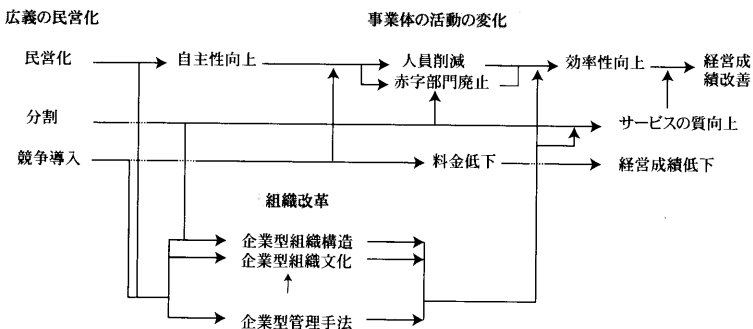 広義の民営化
事業体の活動の変化
民営化
自主性向上
人員削減
赤字部門廃止
効率性向上
経営成
績改善
分割
サービスの質向上
競争導入
料金低下
経営成績低下
組織改革
企業型組織構造
企業型組織文化
企業型管理手法